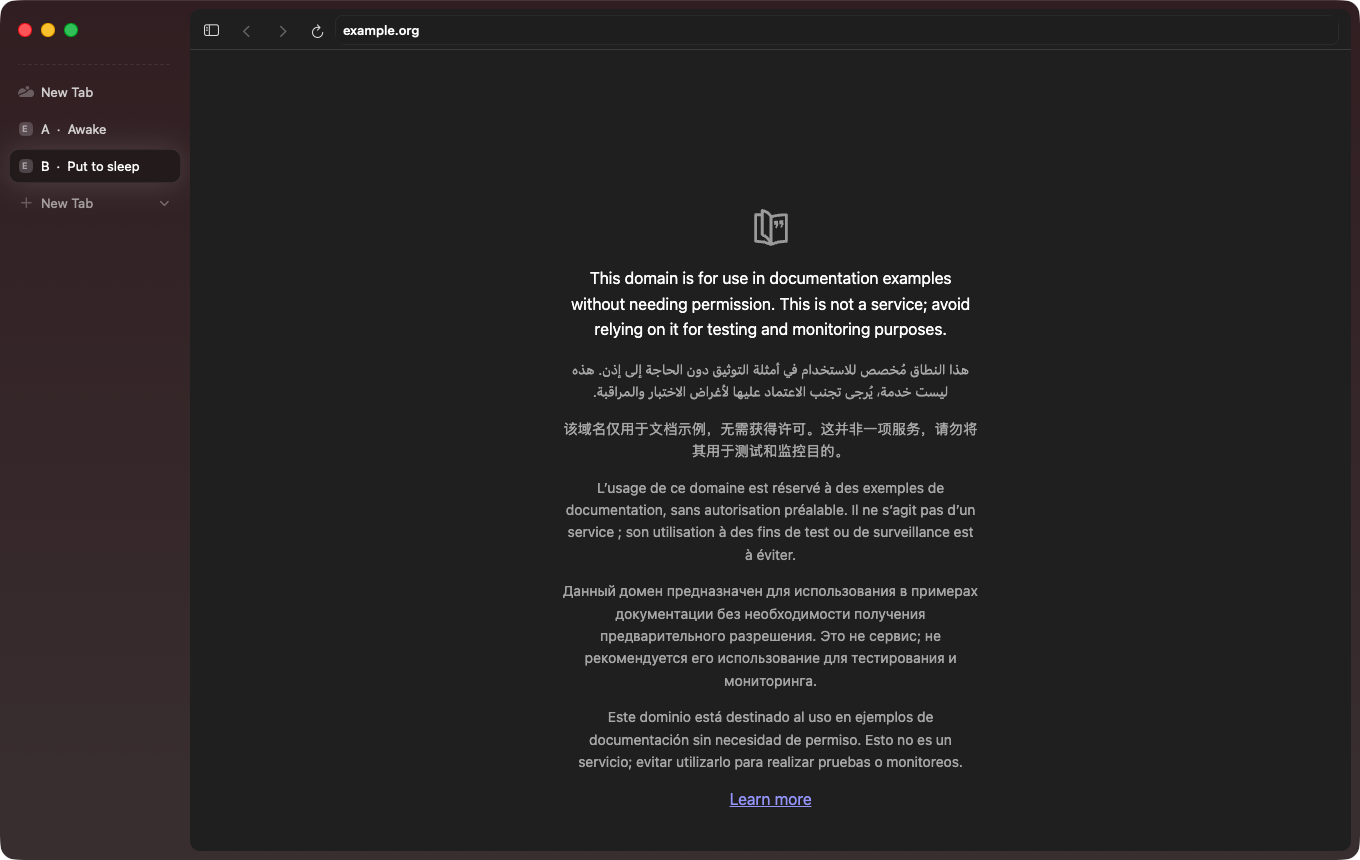 example.org
New Tab
E A · Awake
E B · Put to sleep
New Tab
This domain is for use in documentation examples
without needing permission. This is not a service; avoid
relying on it for testing and monitoring purposes.
هذا النطاق مُخصص للاستخدام في أمثلة التوثيق دون الحاجة إلى إذن. هذه
ليست خدمة، يُرجى تجنب الاعتماد عليها لأغراض الاختبار والمراقبة.
该域名仅用于文档示例，无需获得许可。这并非一项服务，请勿将
其用于测试和监控目的。
L’usage de ce domaine est réservé à des exemples de
documentation, sans autorisation préalable. Il ne s’agit pas d’un
service ; son utilisation à des fins de test ou de surveillance est
à éviter.
Данный домен предназначен для использования в примерах
документации без необходимости получения
предварительного разрешения. Это не сервис; не
рекомендуется его использование для тестирования и
мониторинга.
Este dominio está destinado al uso en ejemplos de
documentación sin necesidad de permiso. Esto no es un
servicio; evitar utilizarlo para realizar pruebas o monitoreos.
Learn more